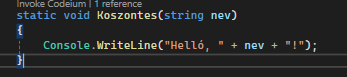 Invoke Codeium | 1 reference
static void Koszontes(string nev)
{
    Console.WriteLine("Helló, " + nev + "!");
}